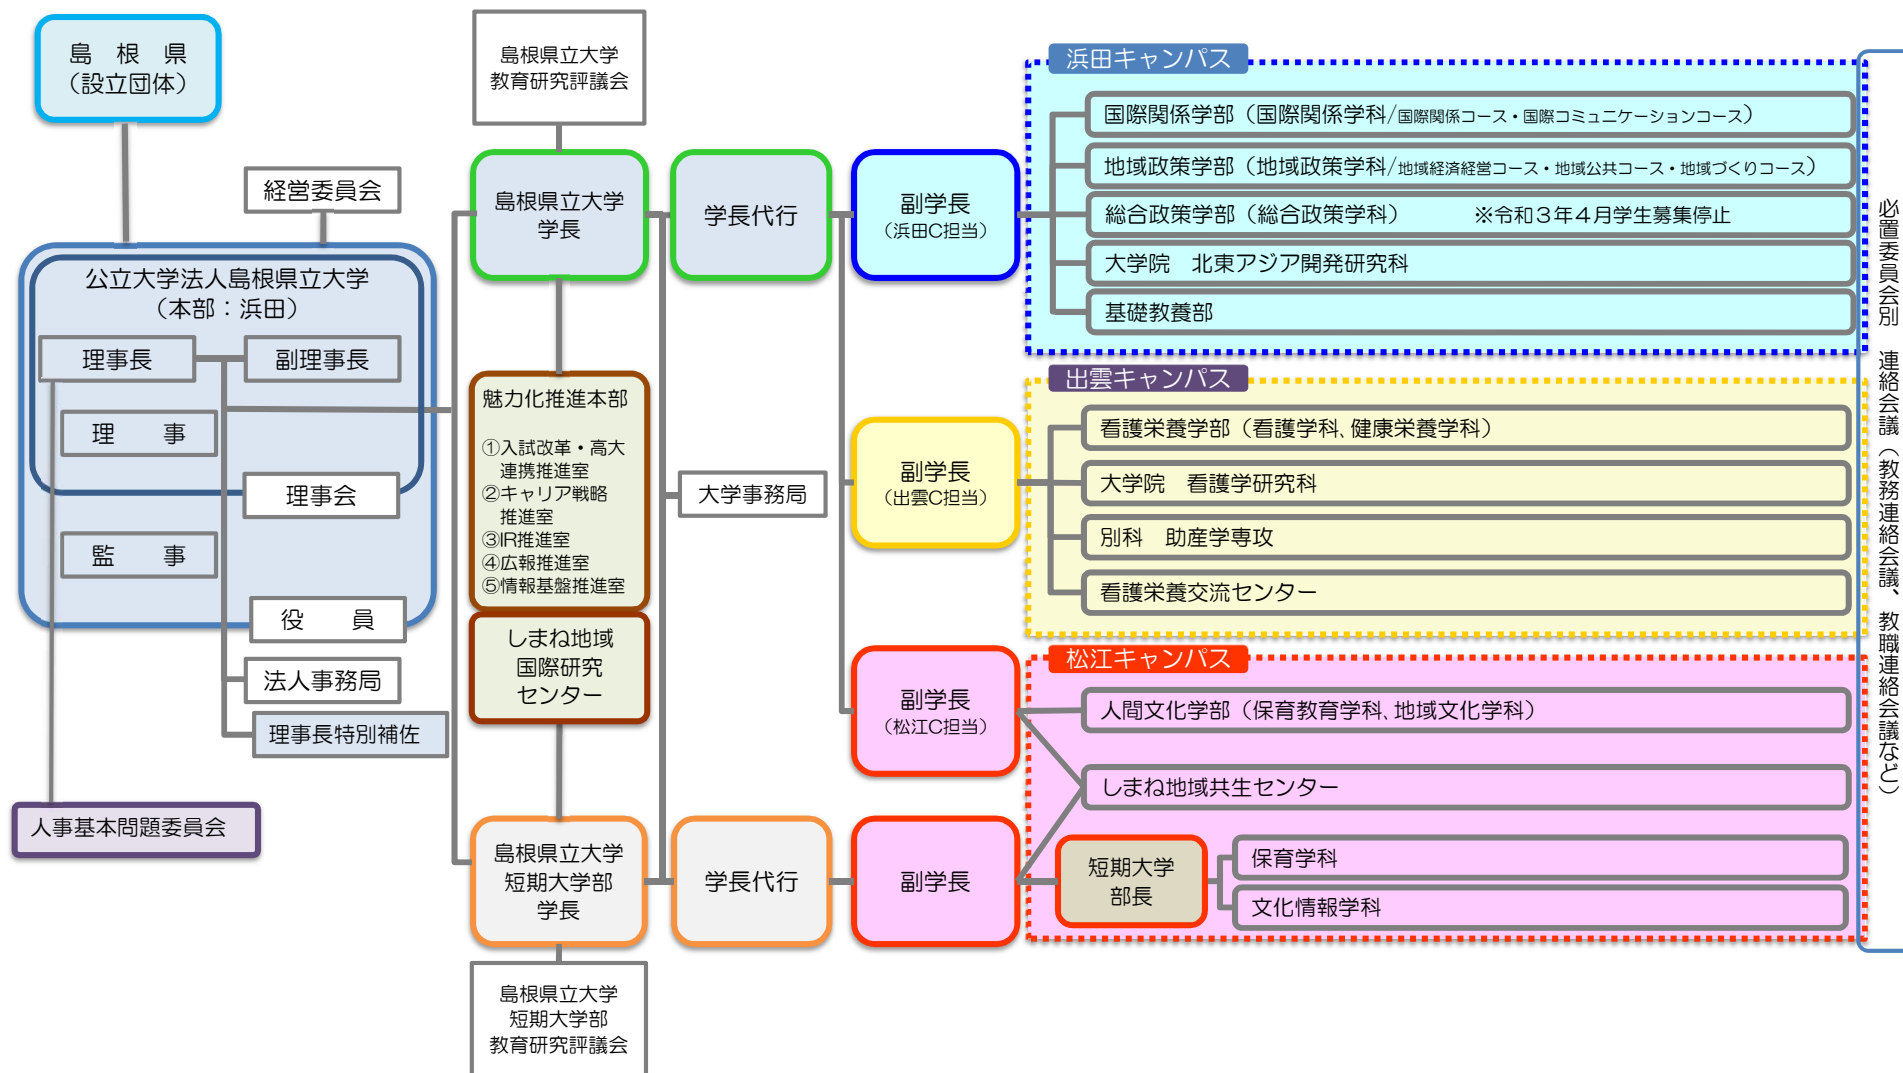 島　根　県
（設立団体）
経営委員会
公立大学法人島根県立大学
（本部：浜田）
理事長
副理事長
理　　事
理事会
監　　事
役　　員
法人事務局
理事長特別補佐
人事基本問題委員会
島根県立大学
教育研究評議会
島根県立大学
学長
魅力化推進本部
①入試改革・高大
連携推進室
②キャリア戦略
推進室
③IR推進室
④広報推進室
⑤情報基盤推進室
しまね地域
国際研究
センター
島根県立大学
短期大学部
学長
島根県立大学
短期大学部
教育研究評議会
学長代行
大学事務局
学長代行
副学長
（浜田C担当）
副学長
（出雲C担当）
副学長
（松江C担当）
副学長
浜田キャンパス
国際関係学部（国際関係学科/国際関係コース・国際コミュニケーションコース）
地域政策学部（地域政策学科/地域経済経営コース・地域公共コース・地域づくりコース）
総合政策学部（総合政策学科）　　　※令和３年４月学生募集停止
大学院　北東アジア開発研究科
基礎教養部
出雲キャンパス
看護栄養学部（看護学科、健康栄養学科）
大学院　看護学研究科
別科　助産学専攻
看護栄養交流センター
松江キャンパス
人間文化学部（保育教育学科、地域文化学科）
しまね地域共生センター
短期大学
部長
保育学科
文化情報学科
必置委員会別　連絡会議（教務連絡会議、教職連絡会議など）